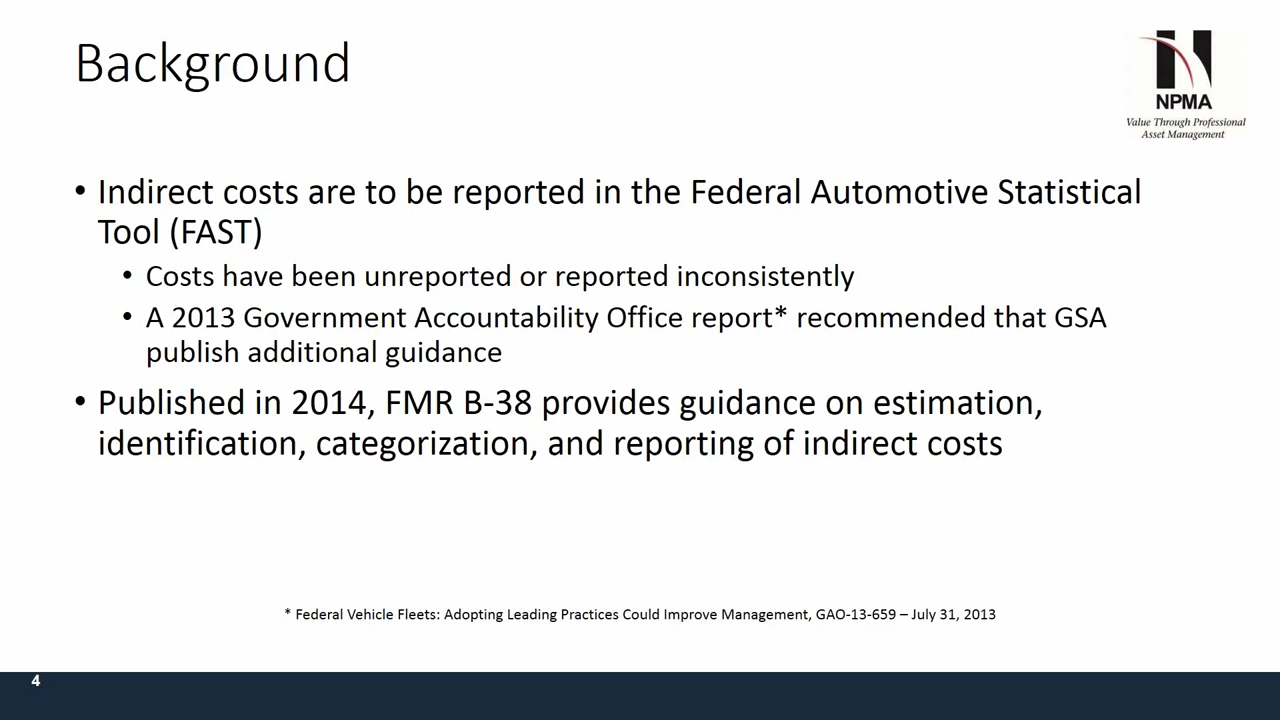 Background
NPMA
Value Through Professional
Asset Management
• Indirect costs are to be reported in the Federal Automotive Statistical
Tool (FAST)
• Costs have been unreported or reported inconsistently
• A 2013 Government Accountability Office report* recommended that GSA
publish additional guidance
• Published in 2014, FMR B-38 provides guidance on estimation,
identification, categorization, and reporting of indirect costs
* Federal Vehicle Fleets: Adopting Leading Practices Could Improve Management, GAO-13-659 – July 31, 2013
4